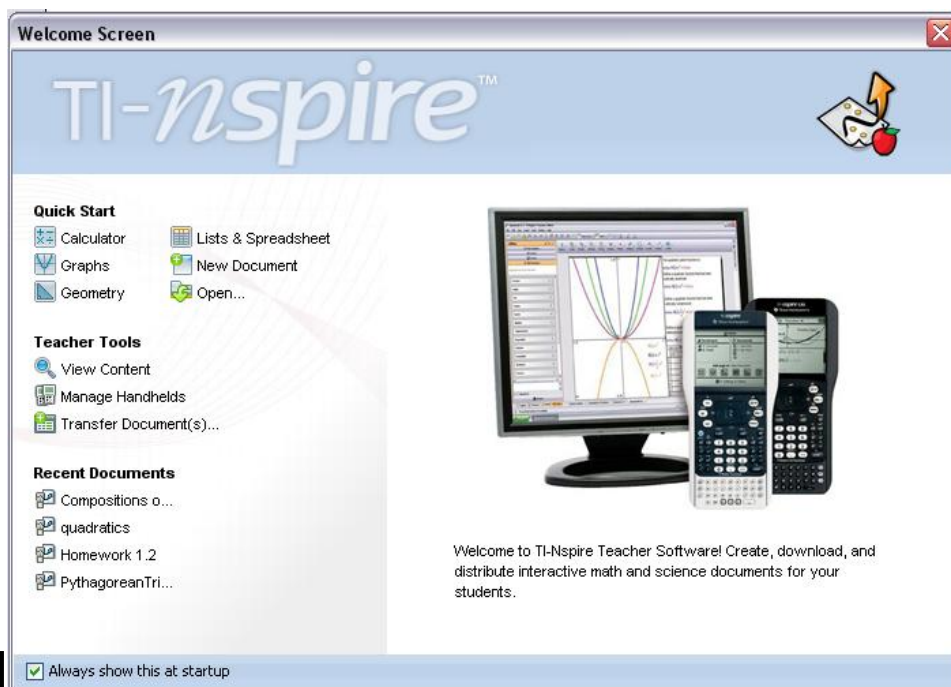 Welcome Screen
TI-nspire™
Quick Start
Calculator
Lists & Spreadsheet
Graphs
New Document
Geometry
Open...
Teacher Tools
View Content
Manage Handhelds
Transfer Document(s)...
Recent Documents
Compositions o...
quadratics
Homework 1.2
PythagoreanTri...
Welcome to TI-Nspire Teacher Software! Create, download, and
distribute interactive math and science documents for your
students.
Always show this at startup